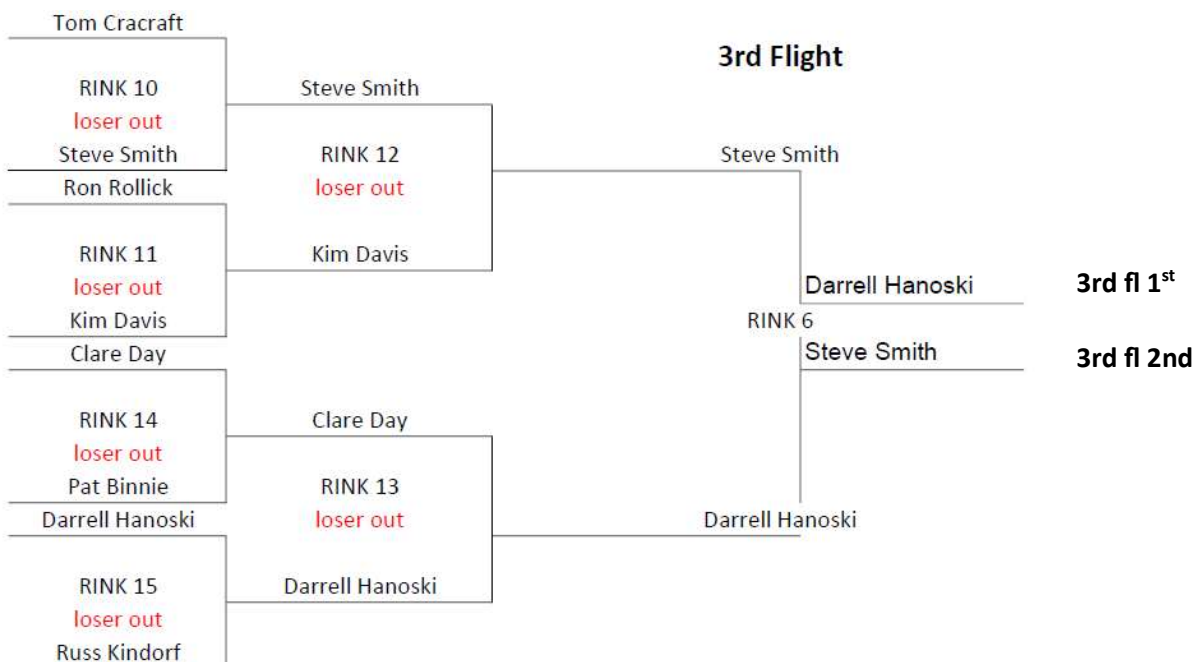 Tom Cracraft
3rd Flight
RINK 10
Steve Smith
loser out
Steve Smith
RINK 12
Steve Smith
Ron Rollick
loser out
RINK 11
Kim Davis
loser out
Darrell Hanoski
3rd fl 1st
Kim Davis
RINK 6
Clare Day
Steve Smith
3rd fl 2nd
RINK 14
Clare Day
loser out
Pat Binnie
RINK 13
Darrell Hanoski
loser out
Darrell Hanoski
RINK 15
Darrell Hanoski
loser out
Russ Kindorf